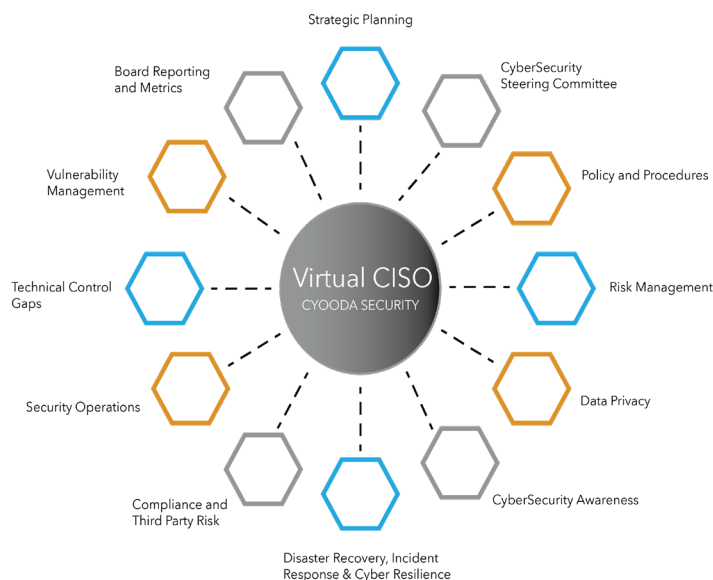 Strategic Planning
CyberSecurity
Steering Committee
Policy and Procedures
Risk Management
Data Privacy
CyberSecurity Awareness
Disaster Recovery, Incident
Response & Cyber Resilience
Compliance and
Third Party Risk
Security Operations
Technical Control
Gaps
Vulnerability
Management
Board Reporting
and Metrics
Virtual CISO
CYOODA SECURITY